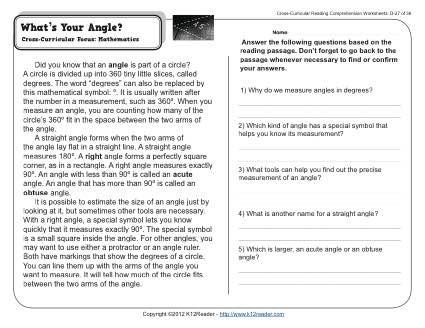 Cross-Curricular Reading Comprehension Worksheets: D-27 of 36
What's Your Angle?
Cross-Curricular Focus: Mathematics
Did you know that an angle is part of a circle?
A circle is divided up into 360 tiny little slices, called
degrees. The word "degrees" can also be replaced by
this mathematical symbol: º. It is usually written after
the number in a measurement, such as 360º. When you
measure an angle, you are counting how many of the
circle's 360º fit in the space between the two arms of
the angle.
A straight angle forms when the two arms of
the angle lay flat in a straight line. A straight angle
measures 180º. A right angle forms a perfectly square
corner, as in a rectangle. A right angle measures exactly
90º. An angle with less than 90º is called an acute
angle. An angle that has more than 90º is called an
obtuse angle.
It is possible to estimate the size of an angle just by
looking at it, but sometimes other tools are necessary.
With a right angle, a special symbol lets you know
quickly that it measures exactly 90º. The special symbol
is a small square inside the angle. For other angles, you
may want to use either a protractor or an angle ruler.
Both have markings that show the degrees of a circle.
You can line them up with the arms of the angle you
want to measure. It will tell how much of the circle fits
between the two arms of the angle.
Name
Answer the following questions based on the
reading passage. Don't forget to go back to the
passage whenever necessary to find or confirm
your answers.
1) Why do we measure angles in degrees?
2) Which kind of angle has a special symbol that
helps you know its measurement?
3) What tools can help you find out the precise
measurement of an angle?
4) What is another name for a straight angle?
5) Which is larger, an acute angle or an obtuse
angle?
Copyright ©2012 K12Reader - http://www.k12reader.com